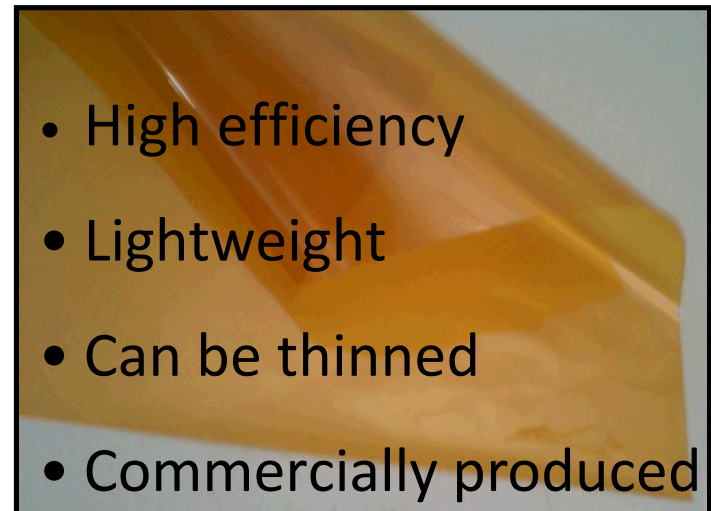 • High efficiency
• Lightweight
• Can be thinned
• Commercially produced